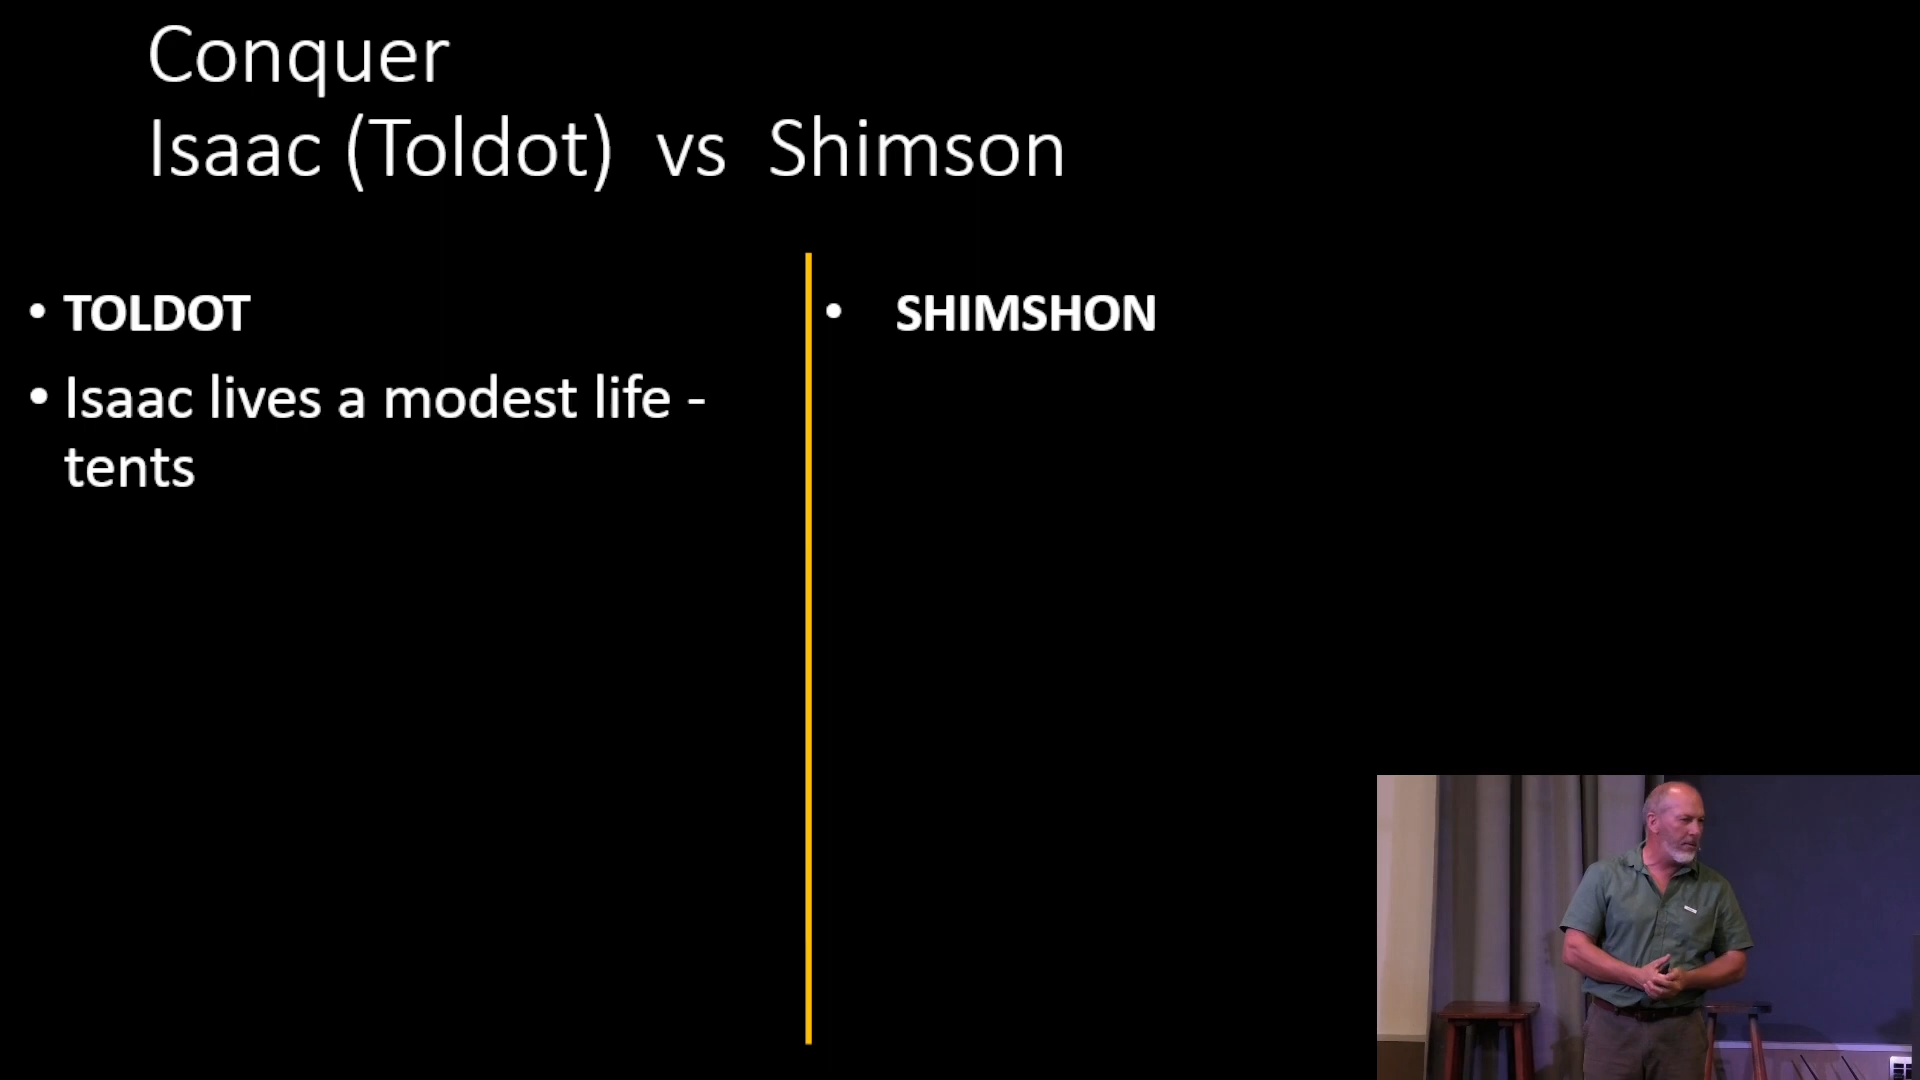 Conquer
Isaac (Toldot) vs Shimson
• TOLDOT
• Isaac lives a modest life -
tents
• SHIMSHON